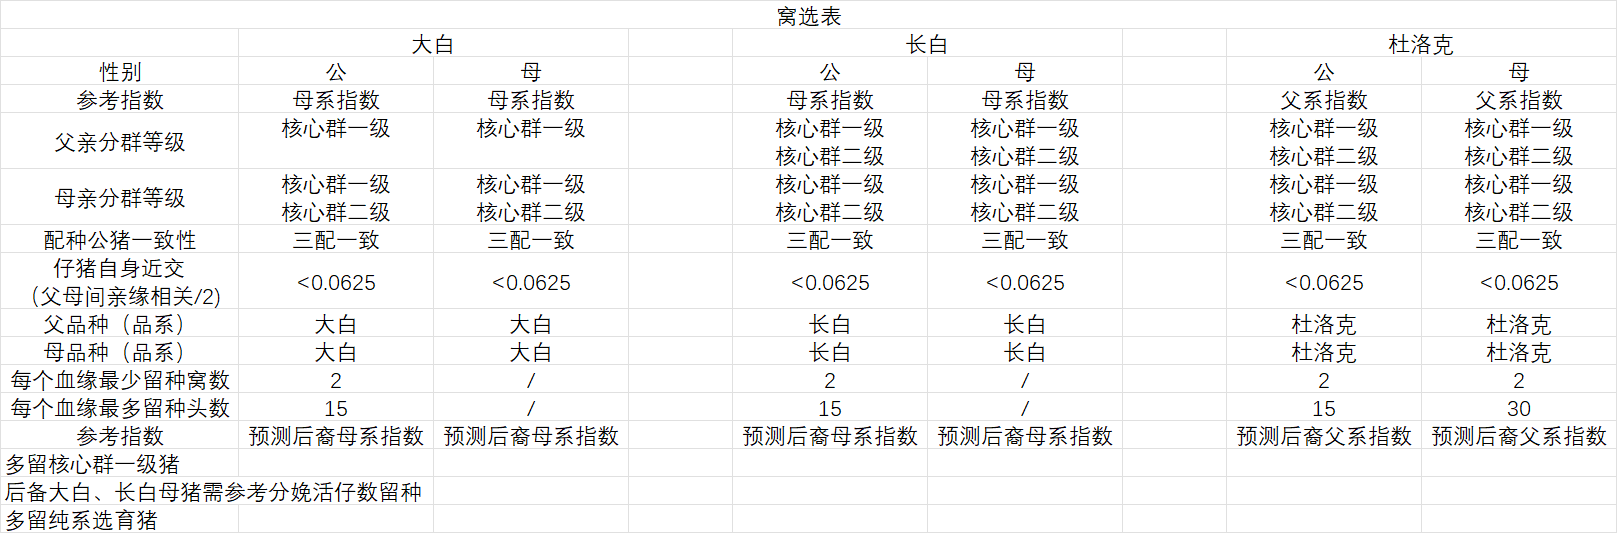 窝选表
大白 长白 杜洛克
性别 公 母 公 母 公 母
参考指数 母系指数 母系指数 母系指数 母系指数 父系指数 父系指数
父亲分群等级 核心群一级 核心群一级 核心群一级 核心群一级 核心群一级 核心群一级
核心群二级 核心群二级 核心群二级 核心群二级
母亲分群等级 核心群一级 核心群一级 核心群一级 核心群一级 核心群一级 核心群一级
核心群二级 核心群二级 核心群二级 核心群二级 核心群二级 核心群二级
配种公猪一致性 三配一致 三配一致 三配一致 三配一致 三配一致 三配一致
仔猪自身近交
（父母间亲缘相关/2) <0.0625 <0.0625 <0.0625 <0.0625 <0.0625 <0.0625
父品种（品系） 大白 大白 长白 长白 杜洛克 杜洛克
母品种（品系） 大白 大白 长白 长白 杜洛克 杜洛克
每个血缘最少留种窝数 2 / 2 / 2 2
每个血缘最多留种头数 15 / 15 / 15 30
参考指数 预测后裔母系指数 预测后裔母系指数 预测后裔母系指数 预测后裔母系指数 预测后裔父系指数 预测后裔父系指数
多留核心群一级猪
后备大白、长白母猪需参考分娩活仔数留种
多留纯系选育猪